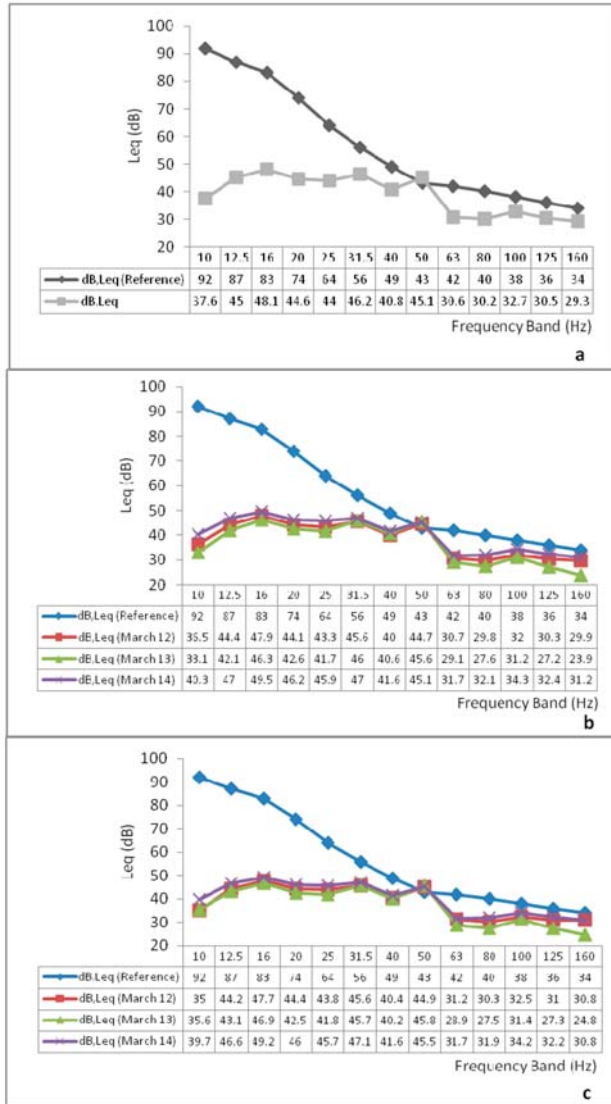 100
90
80
70
60
50
40
30
20
Leq (dB)
10 12.5 16 20 25 31.5 40 50 63 80 100 125 160
dB,Leq (Reference) 92 87 83 74 64 56 49 43 42 40 38 36 34
dB,Leq 37.6 45 48.1 44.6 44 46.2 40.8 45.1 30.6 30.2 32.7 30.5 29.3
Frequency Band (Hz)
a
100
90
80
70
60
50
40
30
20
Leq (dB)
10 12.5 16 20 25 31.5 40 50 63 80 100 125 160
dB,Leq (Reference) 92 87 83 74 64 56 49 43 42 40 38 36 34
dB,Leq (March 12) 36.5 44.4 47.9 44.1 43.3 45.6 40 44.7 30.7 29.8 32 30.3 29.9
dB,Leq (March 13) 33.1 42.1 46.3 42.6 41.7 46 40.6 45.6 29.1 27.6 31.2 27.2 23.9
dB,Leq (March 14) 40.3 47 49.5 46.2 45.9 47 41.6 45.1 31.7 32.1 34.3 32.4 31.2
Frequency Band (Hz)
b
100
90
80
70
60
50
40
30
20
Leq (dB)
10 12.5 16 20 25 31.5 40 50 63 80 100 125 160
dB,Leq (Reference) 92 87 83 74 64 56 49 43 42 40 38 36 34
dB,Leq (March 12) 35 44.2 47.7 44.4 43.8 45.6 40.4 44.9 31.2 30.3 32.5 31 30.8
dB,Leq (March 13) 35.6 43.1 46.9 42.5 41.8 45.7 40.2 45.8 28.9 27.5 31.4 27.3 24.8
dB,Leq (March 14) 39.7 46.6 49.2 46 45.7 47.1 41.6 45.5 31.7 31.9 34.2 32.2 30.8
Frequency Band (Hz)
c